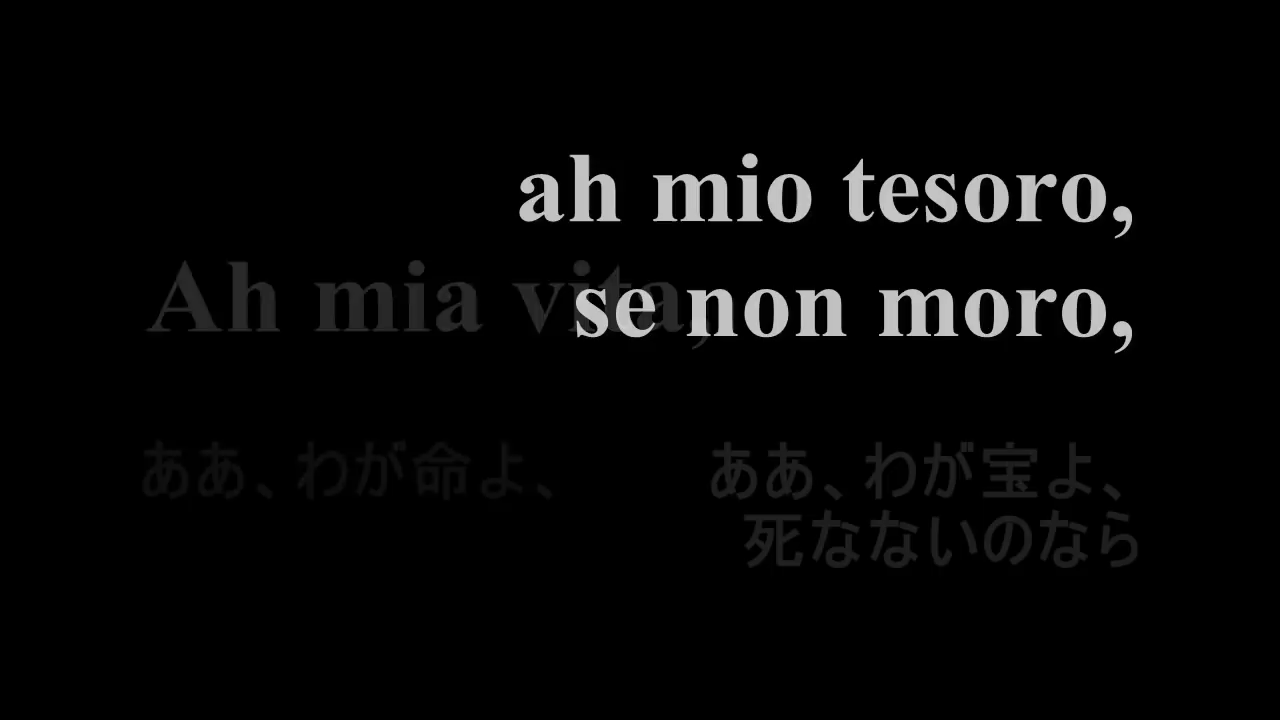 ah mio tesoro,
Ah mia vita,
se non moro,
ああ、わが命よ、
ああ、わが宝よ、
死なないのなら